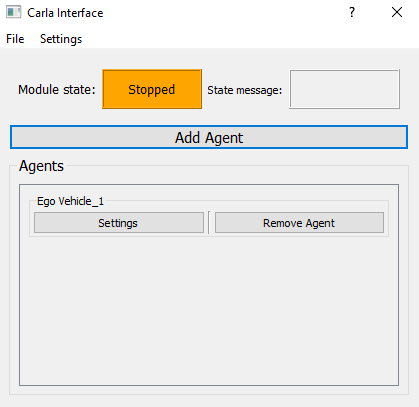 Carla Interface
?
File Settings
Module state: Stopped State message:
Add Agent
Agents
Ego Vehicle_1
Settings Remove Agent